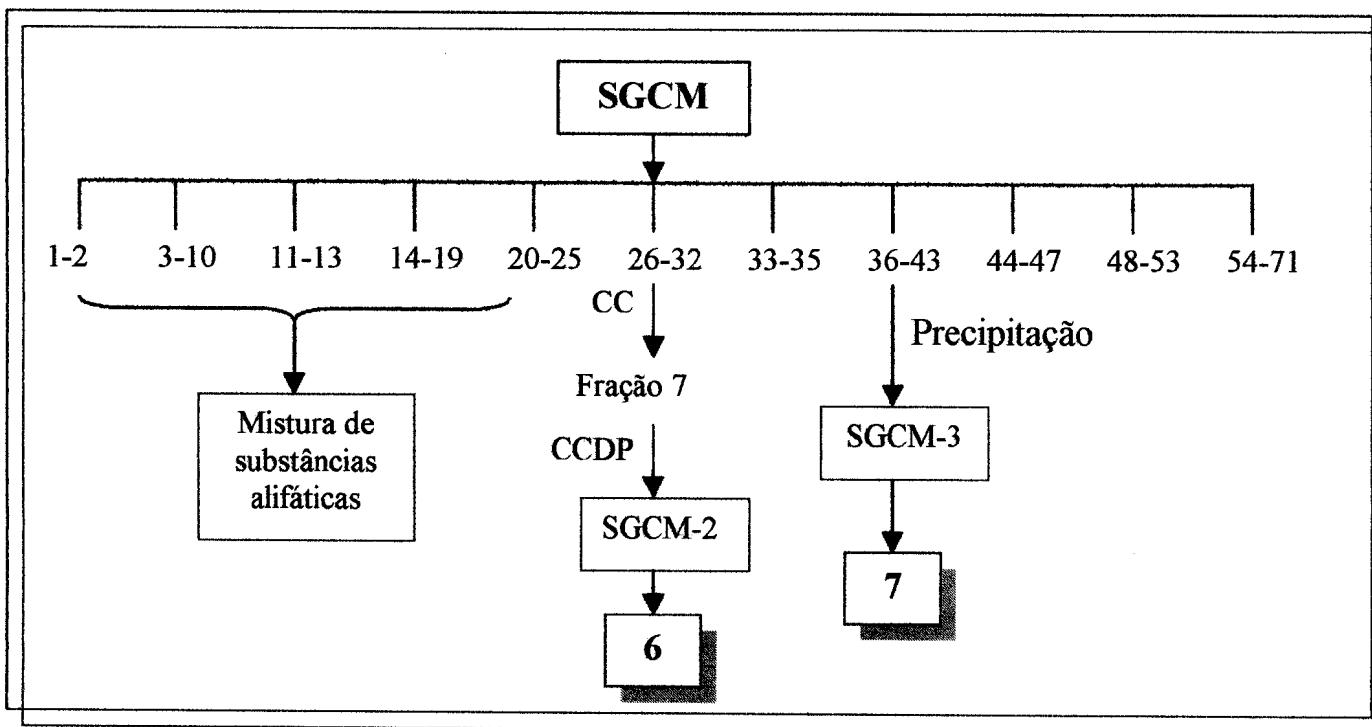 SGCM
1-2 3-10 11-13 14-19 20-25 26-32 33-35 36-43 44-47 48-53 54-71
CC
Precipitação
Fração 7
Mistura de
substâncias
alifáticas
CCDP
SGCM-3
SGCM-2
7
6